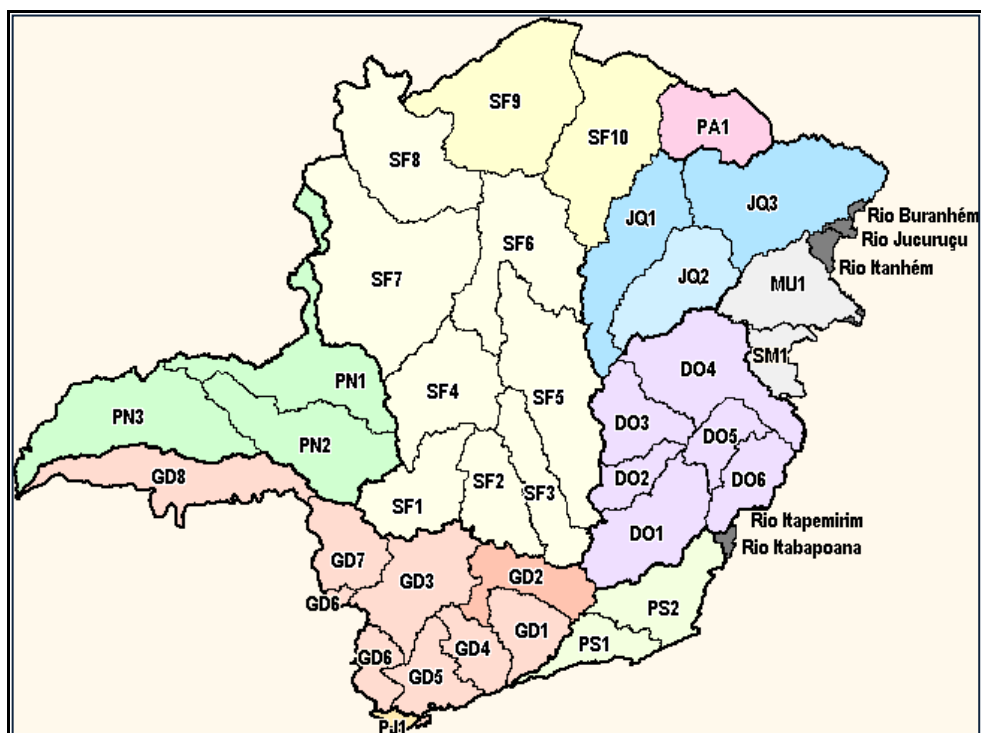 SF9
PA1
SF10
SF8
JQ3
Rio Buranhém
JQ1
Rio Jucuruçu
SF6
Rio Itanhém
SF7
JQ2
MU1
SM1
DO4
PN1
SF4
SF5
PN3
DO3
DO5
PN2
GD8
SF2
DO2
DO6
SF3
SF1
Rio Itapemirim
DO1
Rio Itabapoana
GD7
GD3
GD2
GD6
PS2
GD1
PS1
GD4
GD6
GD5
PJ1